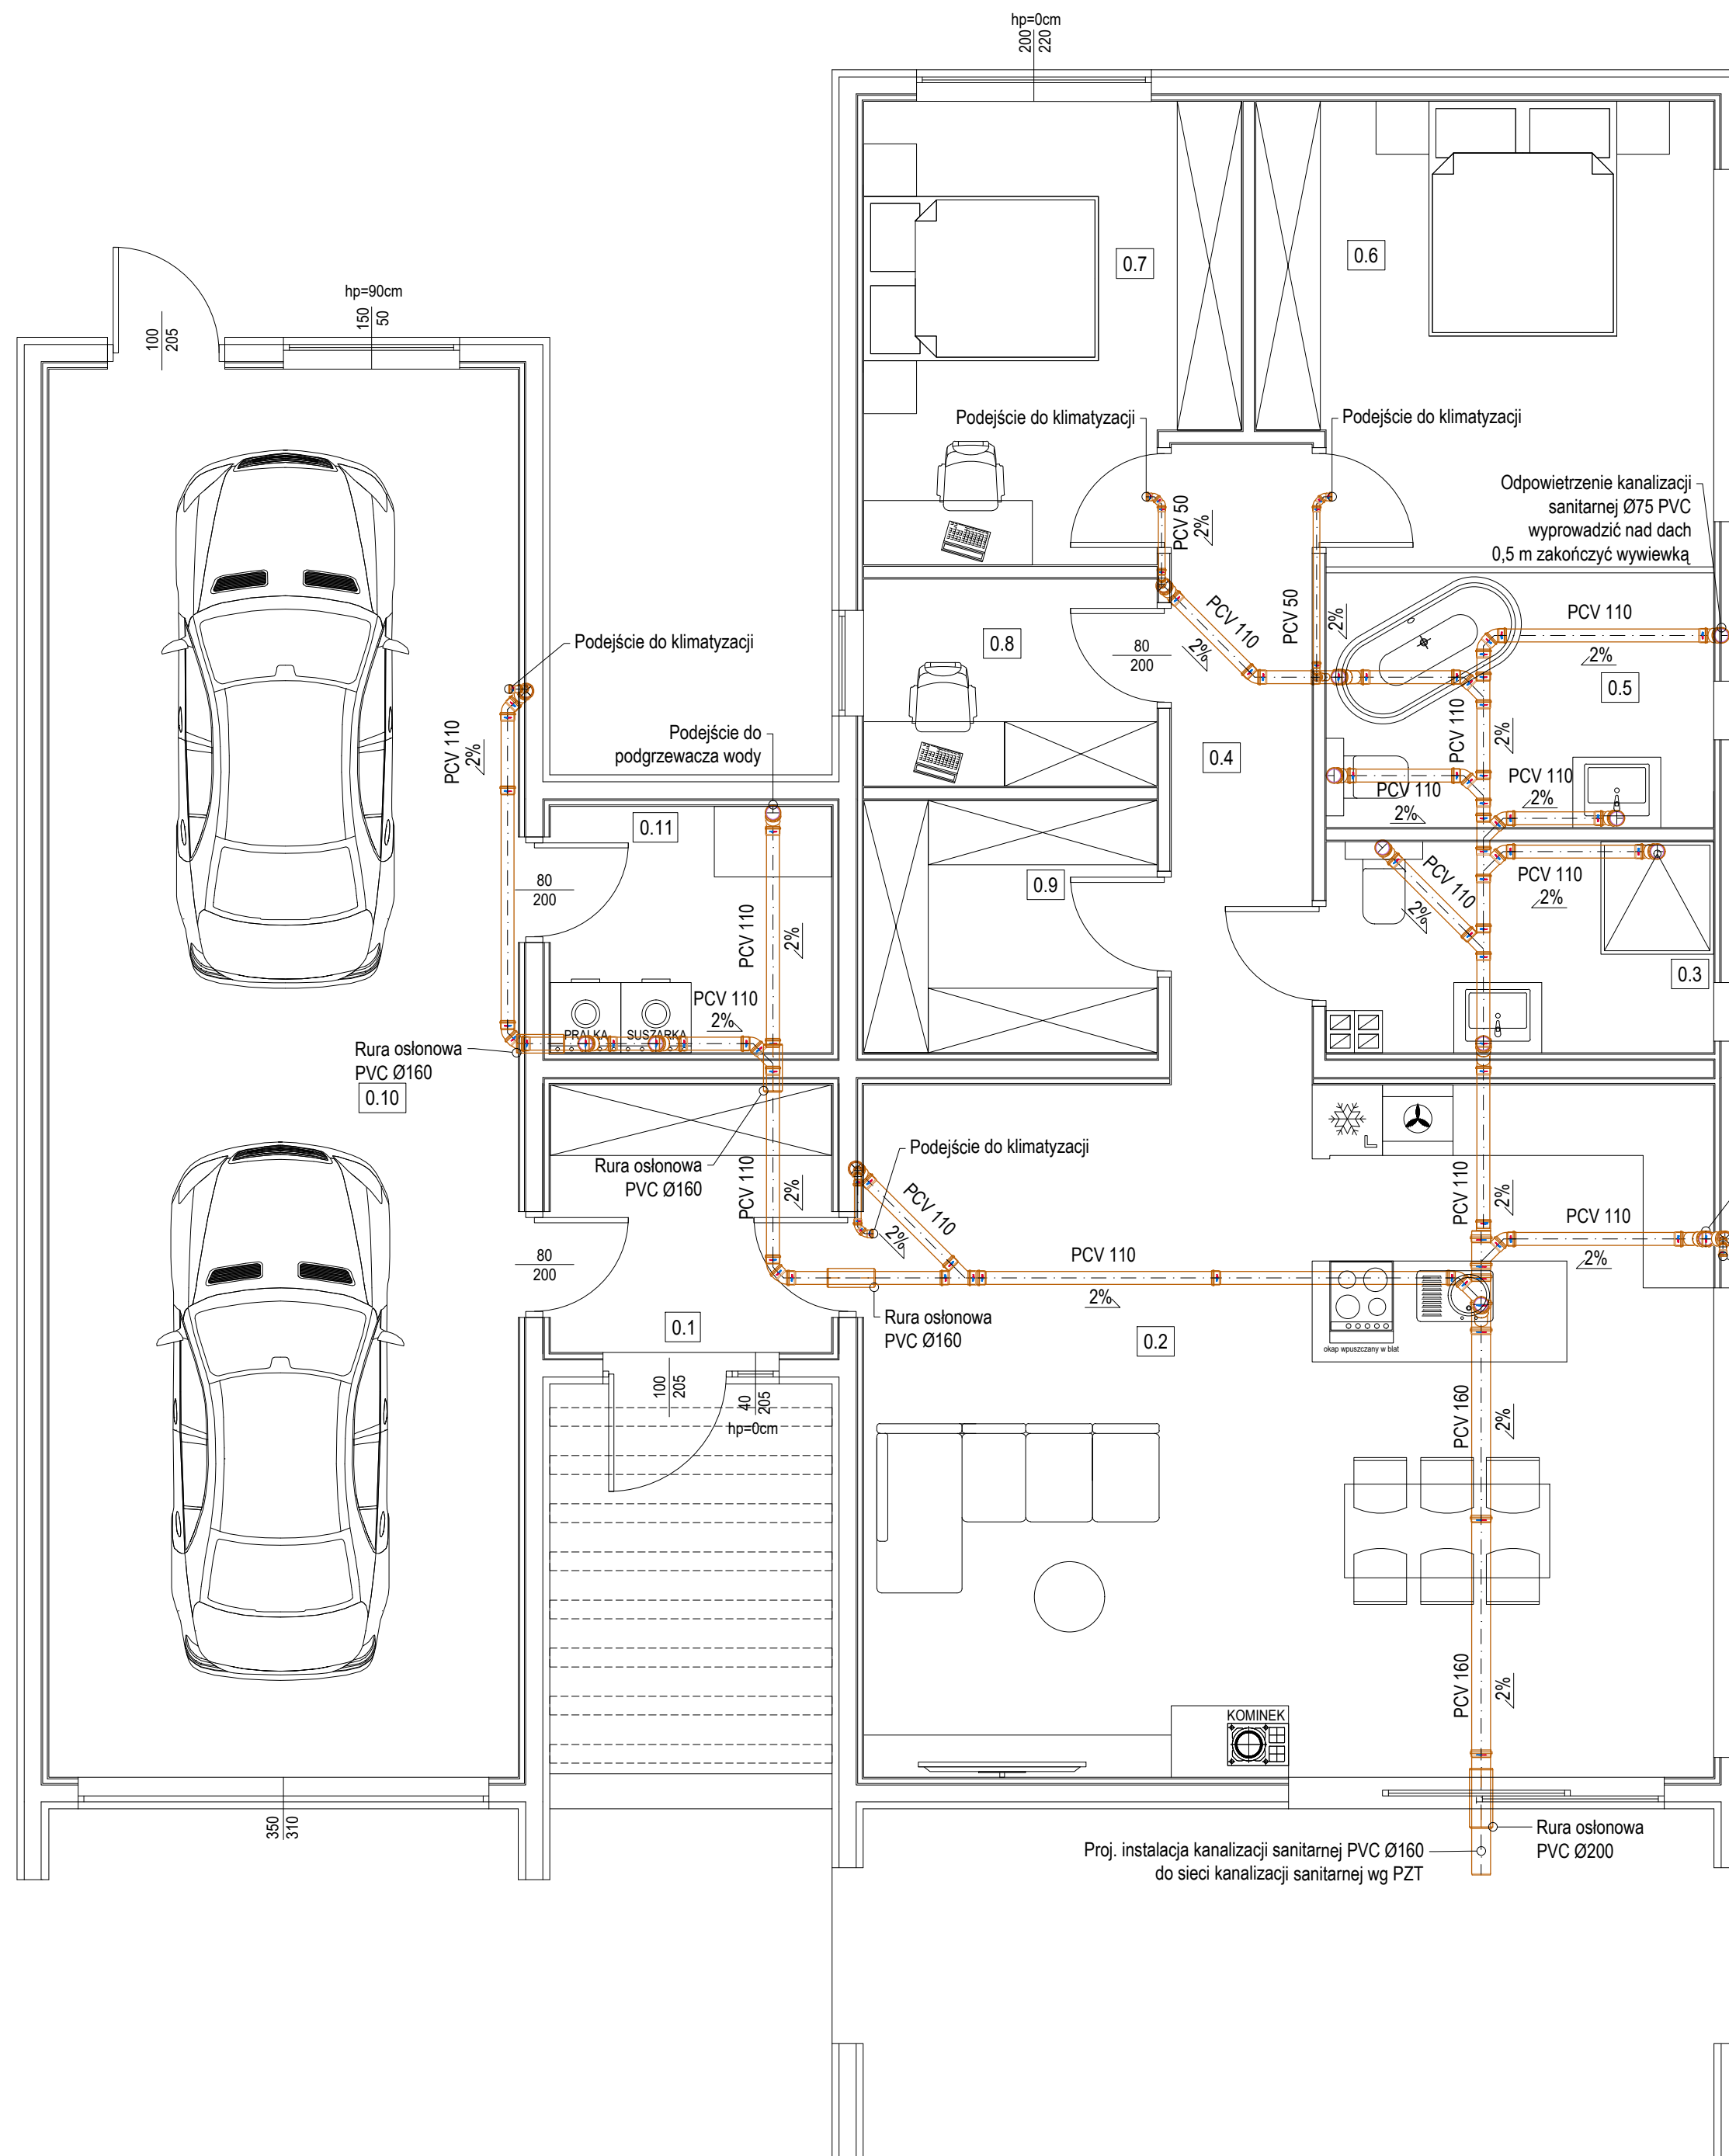 hp=0cm
200
220
0.7
0.6
hp=90cm
150
50
100
205
Podejście do klimatyzacji
Podejście do klimatyzacji
Odpowietrzenie kanalizacji
sanitarnej Ø75 PVC
wyprowadzić nad dach
0,5 m zakończyć wywiewką
PCV 50
2%
PCV 50
2%
PCV 110
2%
PCV 110
2%
0.8
80
200
0.5
Podejście do klimatyzacji
PCV 110
2%
Podejście do
podgrzewacza wody
0.4
PCV 110
2%
PCV 110
2%
PCV 110
2%
0.11
80
200
0.9
PCV 110
2%
PCV 110
2%
PCV 110
2%
0.3
PCV 110
2%
PRALKA
SUSZARKA
Rura osłonowa
PVC Ø160
0.10
Rura osłonowa
PVC Ø160
PCV 110
2%
Podejście do klimatyzacji
PCV 110
2%
PCV 110
2%
PCV 110
2%
PCV 110
2%
80
200
Rura osłonowa
PVC Ø160
0.1
0.2
okap wpuszczany w blat
100
205
40
205
hp=0cm
PCV 160
2%
PCV 160
2%
KOMINEK
350
310
Rura osłonowa
PVC Ø200
Proj. instalacja kanalizacji sanitarnej PVC Ø160
do sieci kanalizacji sanitarnej wg PZT